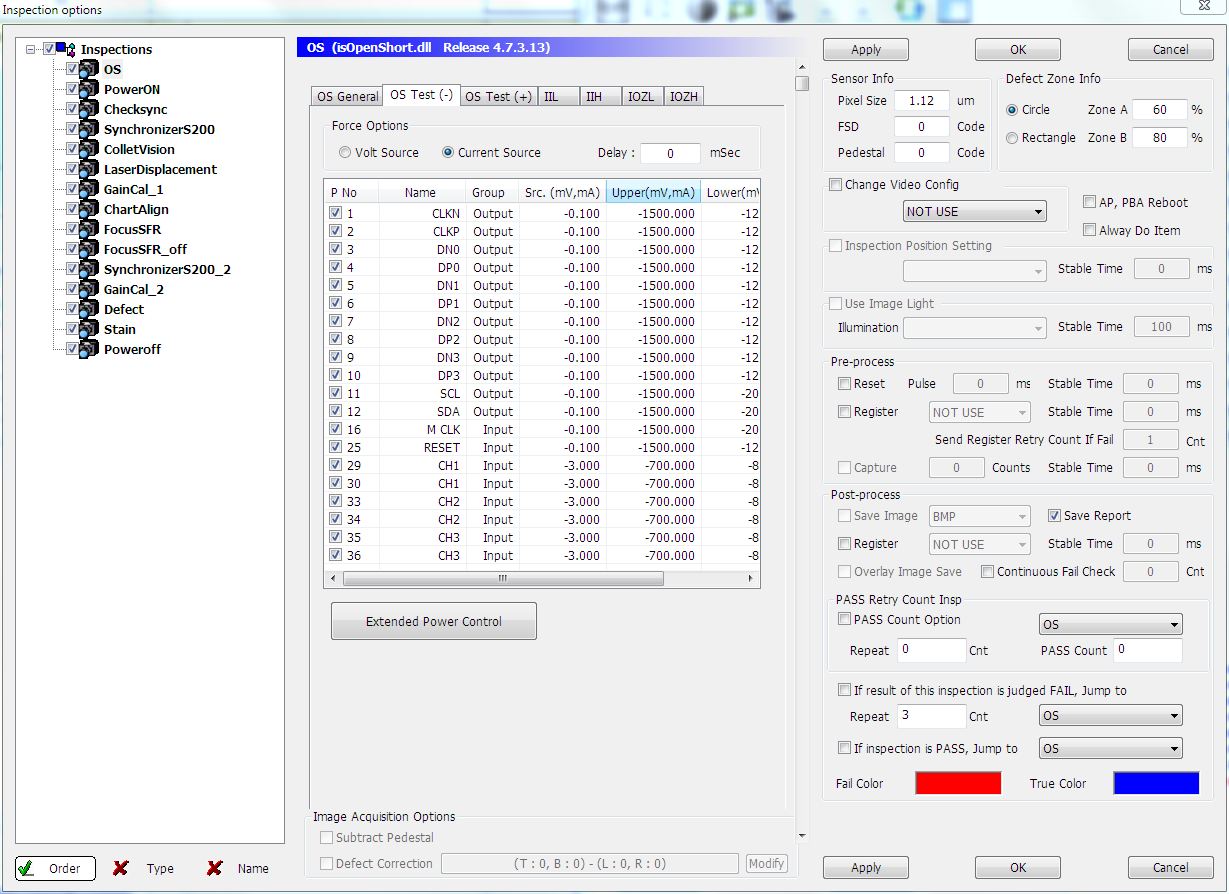 Inspection options
Inspections
OS
PowerON
Checksync
SynchronizerS200
ColletVision
LaserDisplacement
GainCal_1
ChartAlign
FocusSFR
FocusSFR_off
SynchronizerS200_2
GainCal_2
Defect
Stain
Poweroff
Order Type Name
OS (isOpenShort.dll Release 4.7.3.13)
OS General OS Test (-) OS Test (+) IIL IIH IOZL IOZH
Force Options
Volt Source Current Source Delay : 0 mSec
P No Name Group Src. (mV,mA) Upper(mV,mA) Lower(mV
1 CLKN Output -0.100 -1500.000 -12
2 CLKP Output -0.100 -1500.000 -12
3 DN0 Output -0.100 -1500.000 -12
4 DP0 Output -0.100 -1500.000 -12
5 DN1 Output -0.100 -1500.000 -12
6 DP1 Output -0.100 -1500.000 -12
7 DN2 Output -0.100 -1500.000 -12
8 DP2 Output -0.100 -1500.000 -12
9 DN3 Output -0.100 -1500.000 -12
10 DP3 Output -0.100 -1500.000 -12
11 SCL Output -0.100 -1500.000 -20
12 SDA Output -0.100 -1500.000 -20
16 M CLK Input -0.100 -1500.000 -20
25 RESET Input -0.100 -1500.000 -12
29 CH1 Input -3.000 -700.000 -8
30 CH1 Input -3.000 -700.000 -8
33 CH2 Input -3.000 -700.000 -8
34 CH2 Input -3.000 -700.000 -8
35 CH3 Input -3.000 -700.000 -8
36 CH3 Input -3.000 -700.000 -8
Extended Power Control
Image Acquisition Options
Subtract Pedestal
Defect Correction (T : 0, B : 0) - (L : 0, R : 0) Modify
Apply OK Cancel
Sensor Info
Pixel Size 1.12 um
FSD 0 Code
Pedestal 0 Code
Defect Zone Info
Circle Zone A 60 %
Rectangle Zone B 80 %
Change Video Config
NOT USE
AP, PBA Reboot
Alway Do Item
Inspection Position Setting
Stable Time 0 ms
Use Image Light
Illumination Stable Time 100 ms
Pre-process
Reset Pulse 0 ms Stable Time 0 ms
Register NOT USE Stable Time 0 ms
Send Register Retry Count If Fail 1 Cnt
Capture 0 Counts Stable Time 0 ms
Post-process
Save Image BMP Save Report
Register NOT USE Stable Time 0 ms
Overlay Image Save Continuous Fail Check 0 Cnt
PASS Retry Count Insp
PASS Count Option OS
Repeat 0 Cnt PASS Count 0
If result of this inspection is judged FAIL, Jump to
Repeat 3 Cnt OS
If inspection is PASS, Jump to OS
Fail Color True Color
Apply OK Cancel